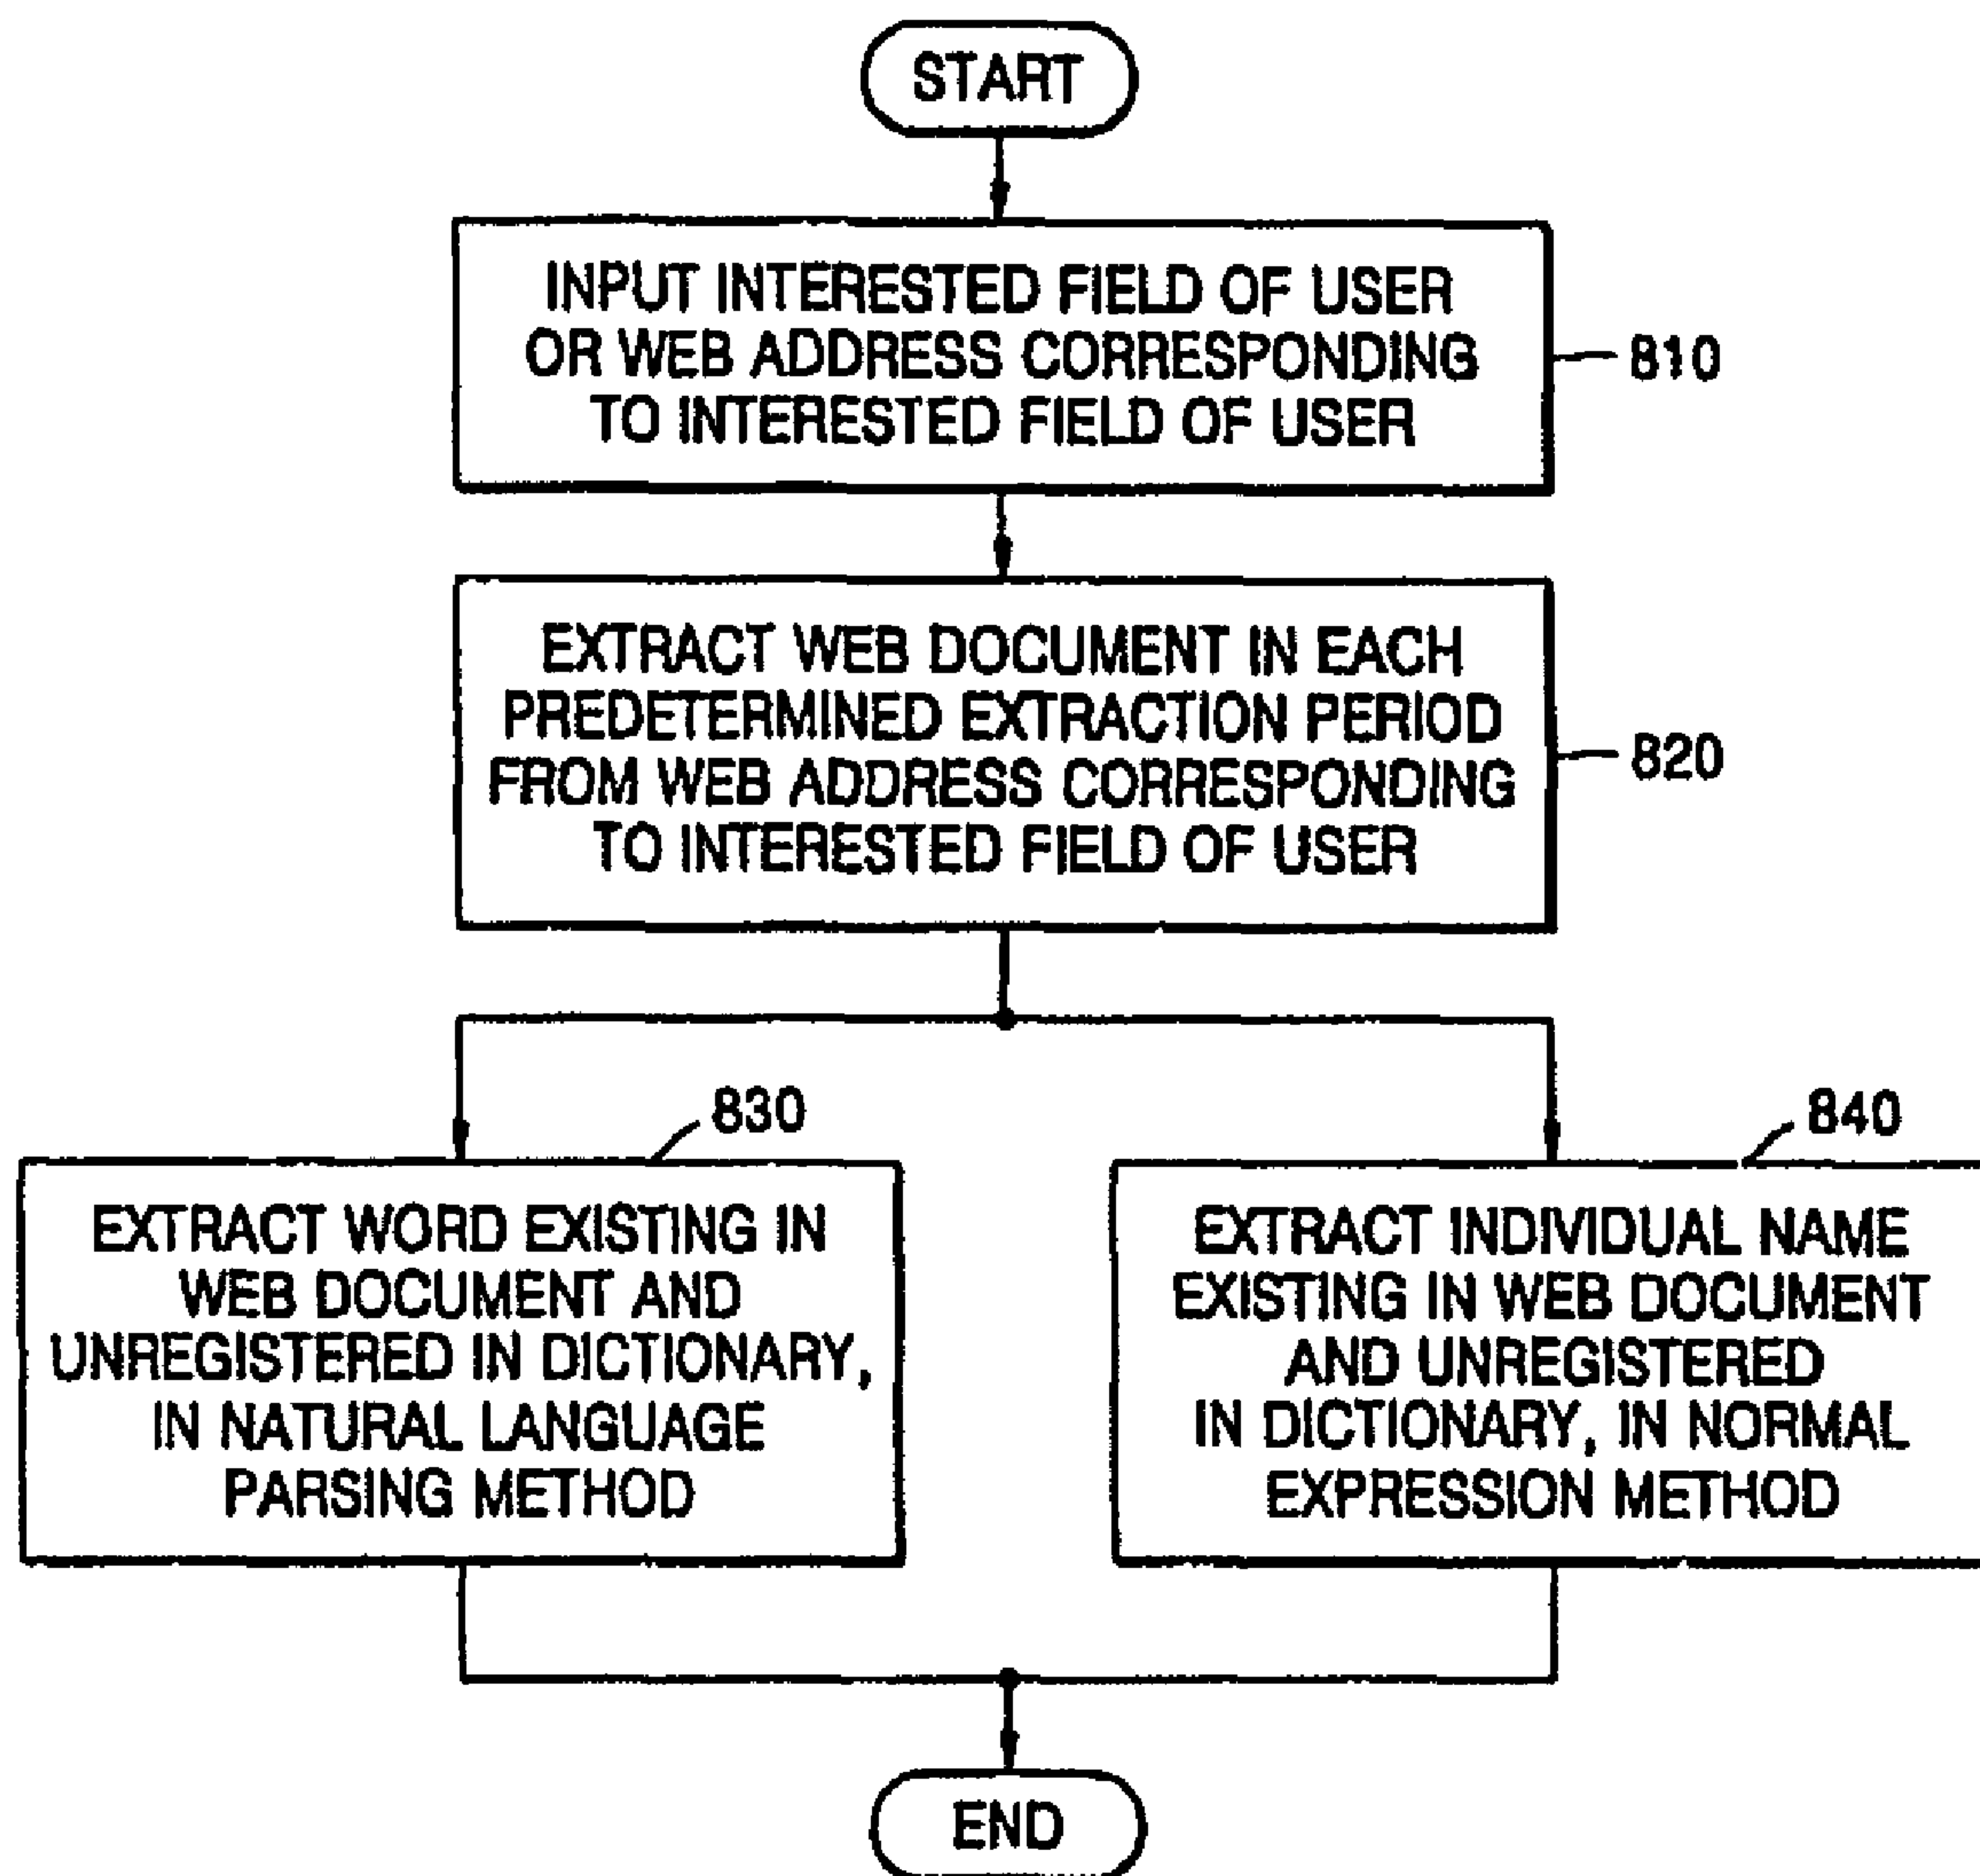 START
INPUT INTERESTED FIELD OF USER
OR WEB ADDRESS CORRESPONDING
TO INTERESTED FIELD OF USER
810
EXTRACT WEB DOCUMENT IN EACH
PREDETERMINED EXTRACTION PERIOD
FROM WEB ADDRESS CORRESPONDING
TO INTERESTED FIELD OF USER
820
830
EXTRACT WORD EXISTING IN
WEB DOCUMENT AND
UNREGISTERED IN DICTIONARY,
IN NATURAL LANGUAGE
PARSING METHOD
840
EXTRACT INDIVIDUAL NAME
EXISTING IN WEB DOCUMENT
AND UNREGISTERED
IN DICTIONARY, IN NORMAL
EXPRESSION METHOD
END